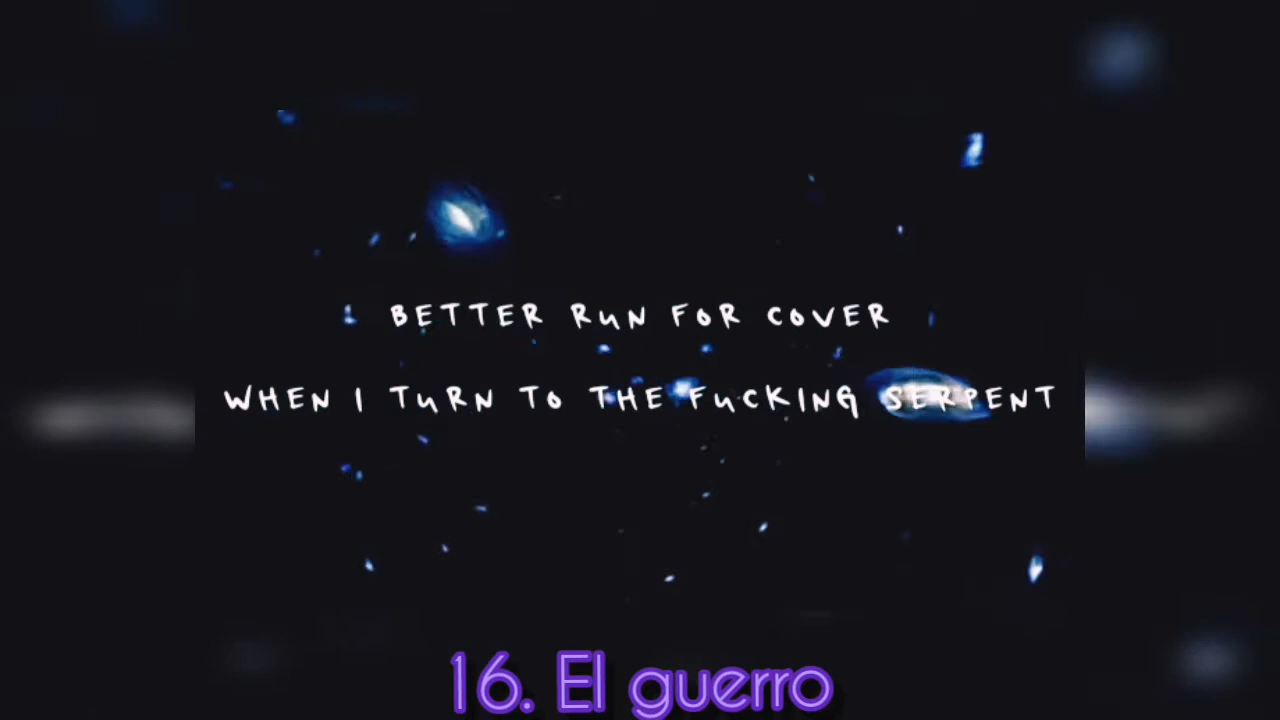 BETTER RUN FOR COVER
WHEN I TURN TO THE FUCKING SERPENT
16. El guerro